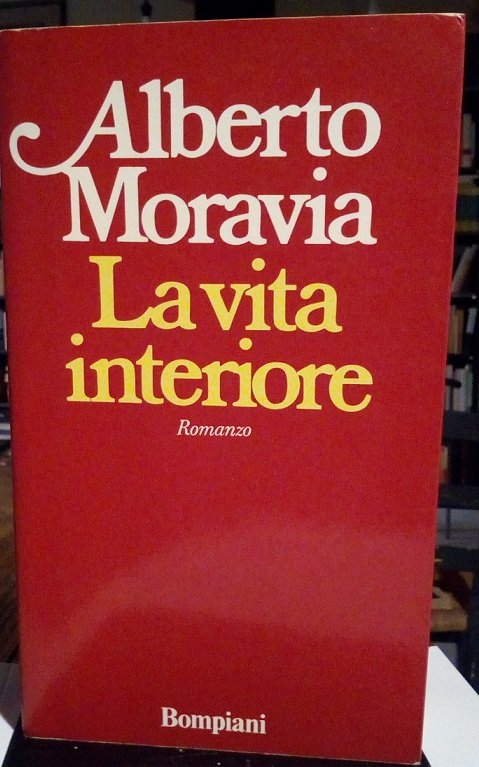 Alberto
Moravia
La vita
interiore
Romanzo
Bompiani